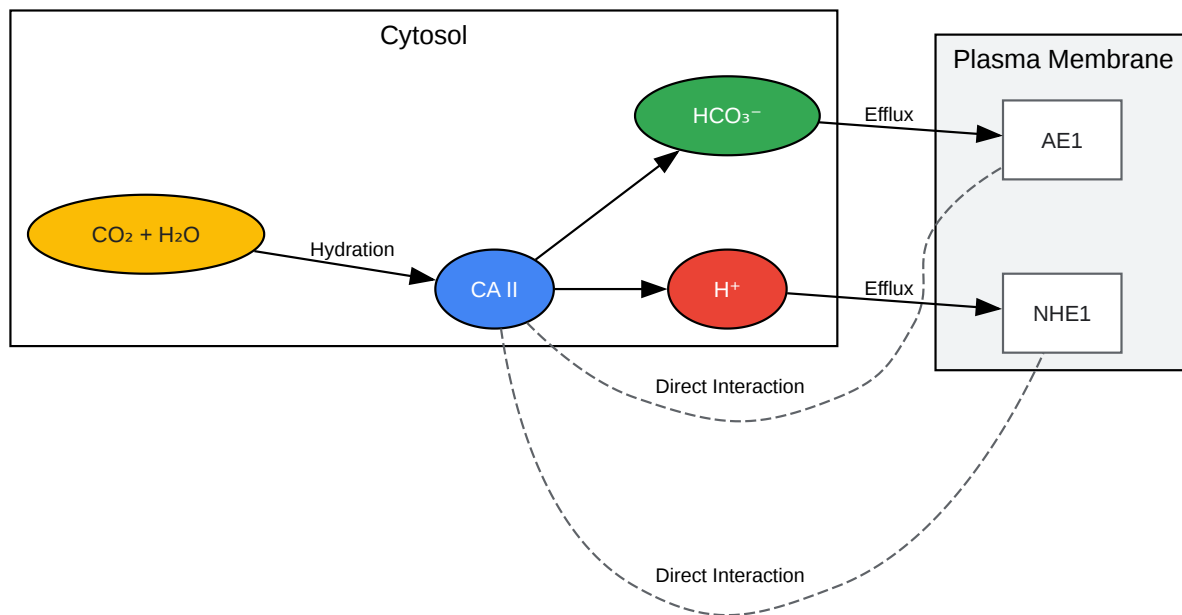 Cytosol
Plasma Membrane
HCO₃⁻
Efflux
AE1
CO₂ + H₂O
Hydration
CA II
H⁺
Efflux
NHE1
Direct Interaction
Direct Interaction